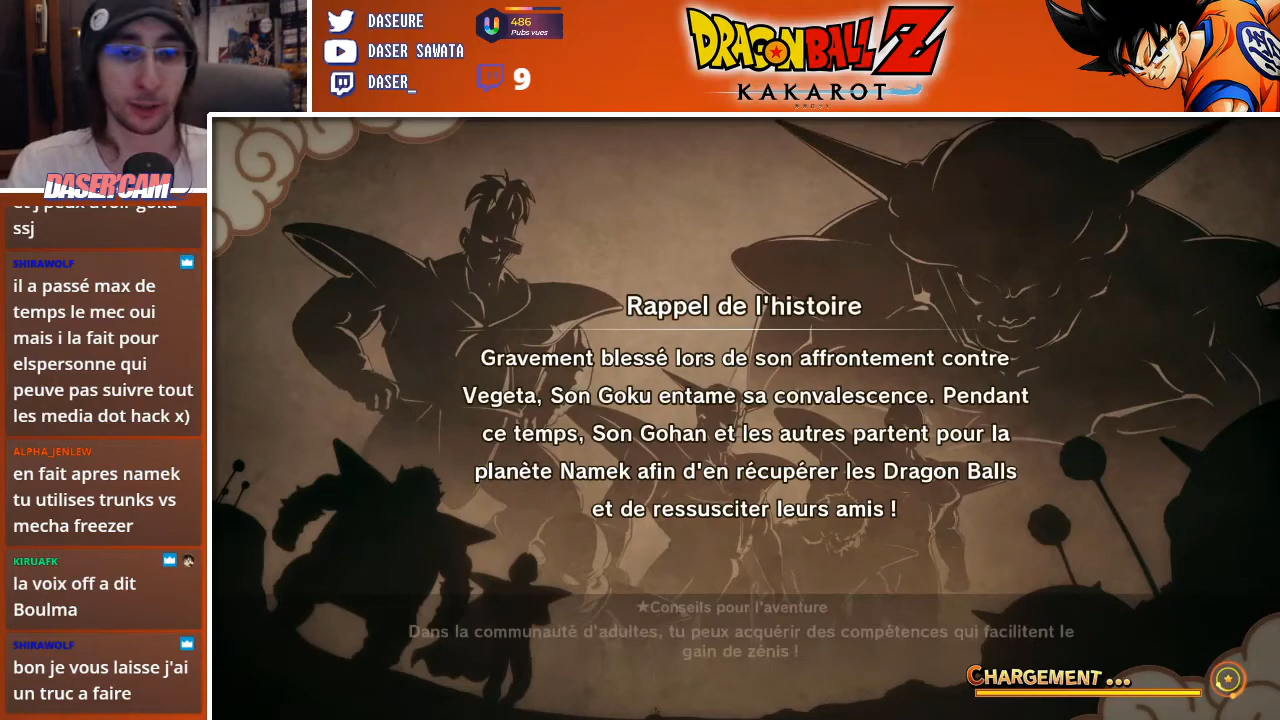 DASEURE
DASER SAWATA
DASER_
486
Pubs vues
9
DRAGONBALL Z
KAKAROT
DASER'CAM
ssj
SHIRAWOLF
il a passé max de
temps le mec oui
mais i la fait pour
elspersonne qui
peuve pas suivre tout
les media dot hack x)
ALPHA_JENLEW
en fait apres namek
tu utilises trunks vs
mecha freezer
KIRUAFK
la voix off a dit
Boulma
SHIRAWOLF
bon je vous laisse j'ai
un truc a faire
Rappel de l'histoire
Gravement blessé lors de son affrontement contre
Vegeta, Son Goku entame sa convalescence. Pendant
ce temps, Son Gohan et les autres partent pour la
planète Namek afin d'en récupérer les Dragon Balls
et de ressusciter leurs amis !
★Conseils pour l'aventure
Dans la communauté d'adultes, tu peux acquérir des compétences qui facilitent le
gain de zénis !
CHARGEMENT ...